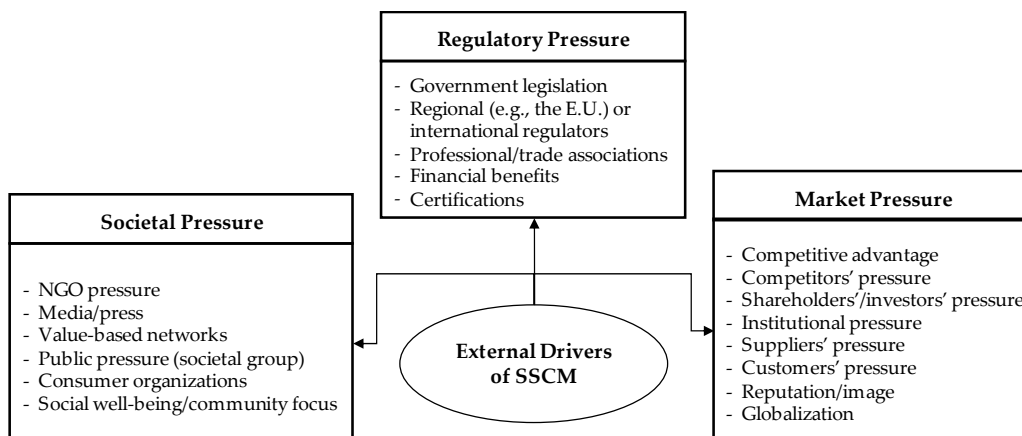 Regulatory Pressure
- Government legislation
- Regional (e.g., the E.U.) or
international regulators
- Professional/trade associations
- Financial benefits
- Certifications
Societal Pressure
- NGO pressure
- Media/press
- Value-based networks
- Public pressure (societal group)
- Consumer organizations
- Social well-being/community focus
External Drivers
of SSCM
Market Pressure
- Competitive advantage
- Competitors’ pressure
- Shareholders’/investors’ pressure
- Institutional pressure
- Suppliers’ pressure
- Customers’ pressure
- Reputation/image
- Globalization